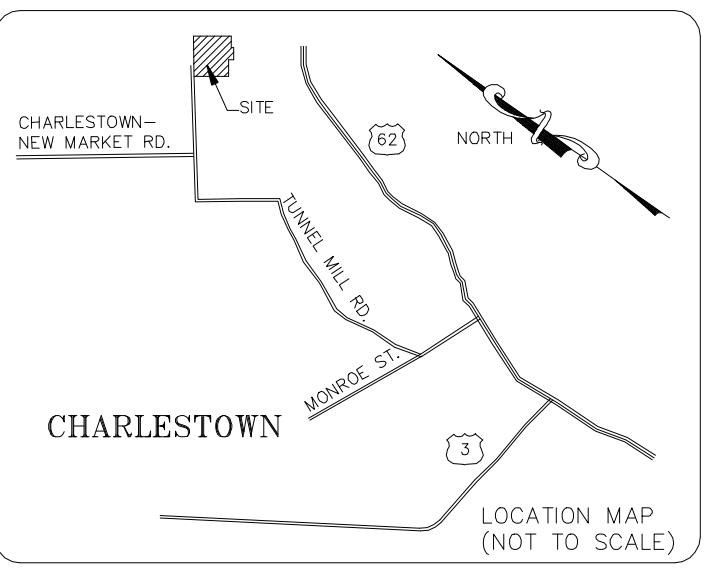 SITE
CHARLESTOWN-
NEW MARKET RD.
62
NORTH
N
TUNNEL MILL RD.
MONROE ST.
CHARLESTOWN
3
LOCATION MAP
(NOT TO SCALE)